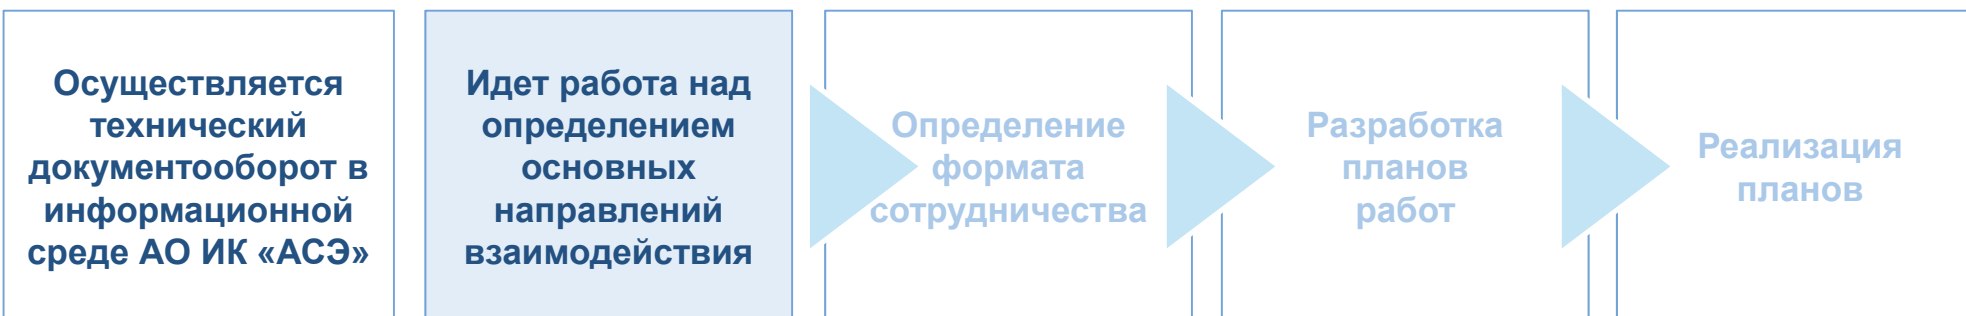 Осуществляется
технический
документооборот в
информационной
среде АО ИК «АСЭ»
Идет работа над
определением
основных
направлений
взаимодействия
Определение
формата
сотрудничества
Разработка
планов
работ
Реализация
планов